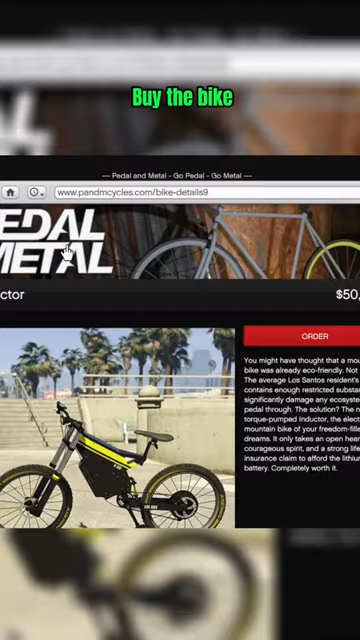 Buy the bike
--- Pedal and Metal - Go Pedal - Go Metal ---
www.pandmcycles.com/bike-details9
EDAL
METAL
ctor
$50,
ORDER
You might have thought that a mou
bike was already eco-friendly. Not
The average Los Santos resident's
contains enough restricted substan
significantly damage any ecosyste
pedal through. The solution? The n
torque-pumped Inductor, the elect
mountain bike of your freedom-fille
dreams. It only takes an open hear
courageous spirit, and a strong life
insurance claim to afford the lithiu
battery. Completely worth it.